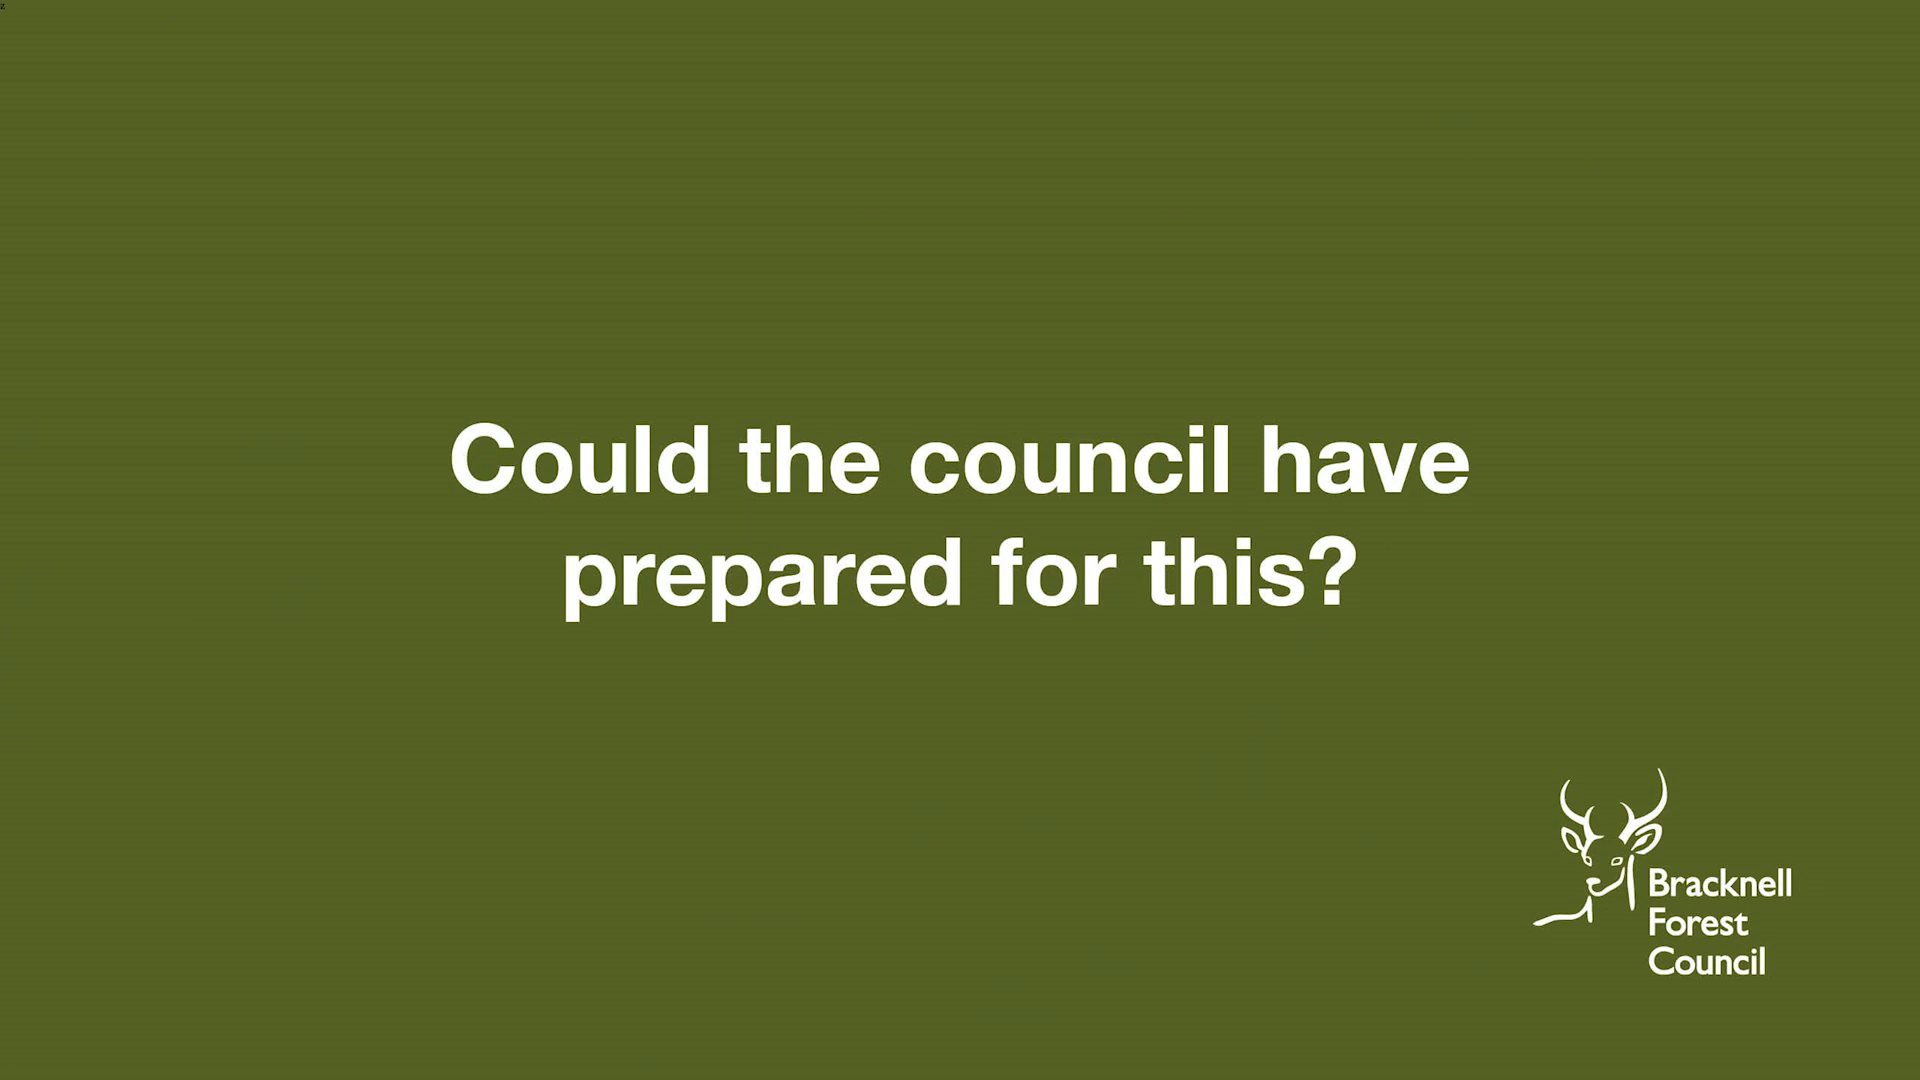 Could the council have
prepared for this?
Bracknell
Forest
Council